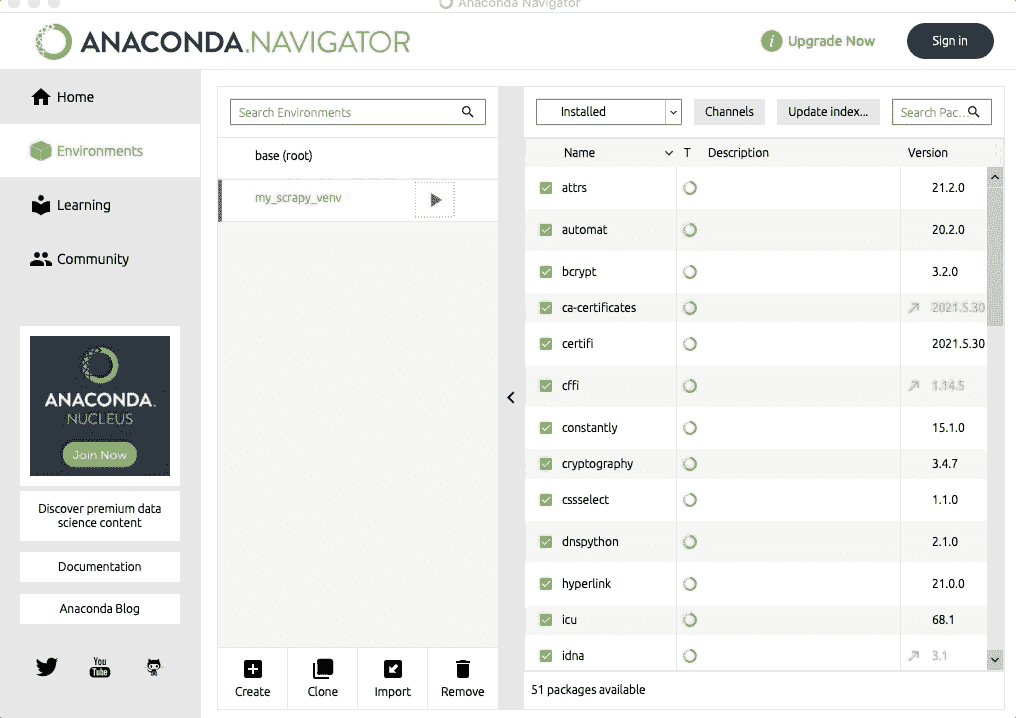 Anaconda Navigator
ANACONDA.NAVIGATOR
i Upgrade Now
Sign in
Home
Environments
Learning
Community
ANACONDA.
NUCLEUS
Join Now
Discover premium data
science content
Documentation
Anaconda Blog
You
Tube
Search Environments
base (root)
my_scrapy_venv
Create
Clone
Import
Remove
Installed
Channels
Update index...
Search Pac...
Name T Description Version
attrs 21.2.0
automat 20.2.0
bcrypt 3.2.0
ca-certificates 2021.5.30
certifi 2021.5.30
cffi 1.14.5
constantly 15.1.0
cryptography 3.4.7
cssselect 1.1.0
dnspython 2.1.0
hyperlink 21.0.0
icu 68.1
idna 3.1
51 packages available